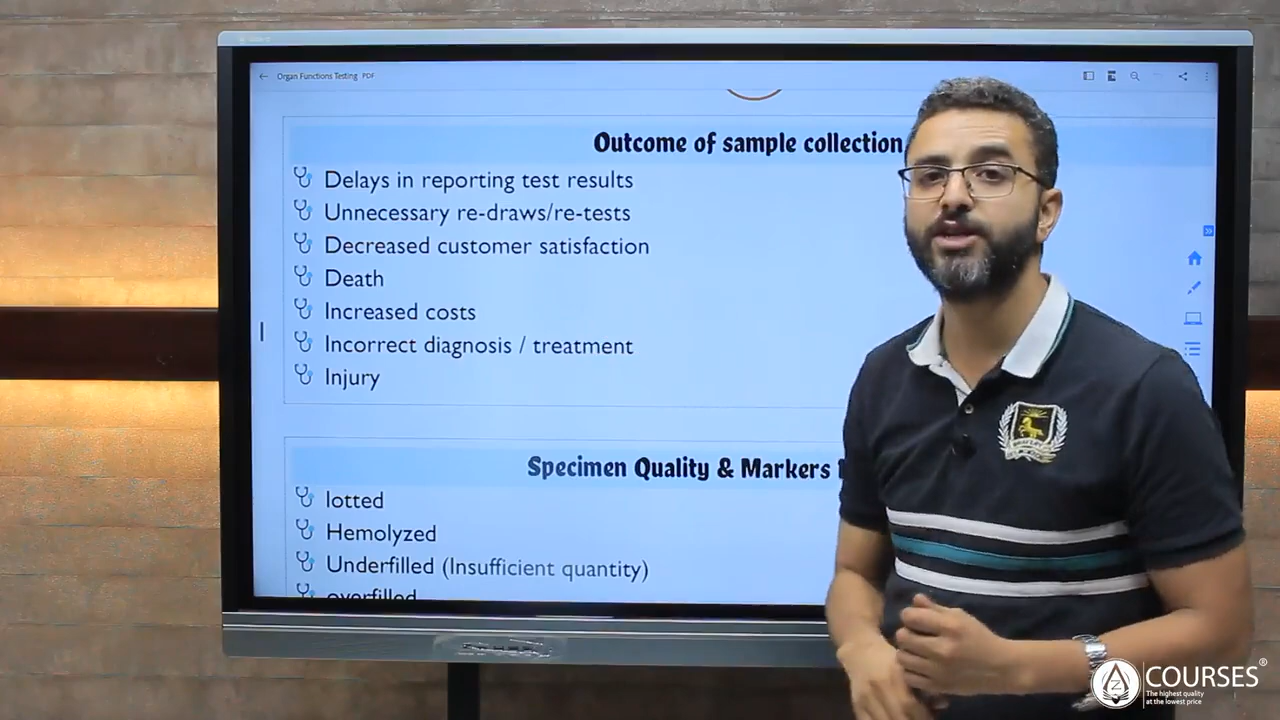 Organ Functions Testing PDF
Outcome of sample collection
Delays in reporting test results
Unnecessary re-draws/re-tests
Decreased customer satisfaction
Death
Increased costs
Incorrect diagnosis / treatment
Injury
Specimen Quality & Markers
lotted
Hemolyzed
Underfilled (Insufficient quantity)
overfilled
COURSES®
The highest quality
at the lowest price